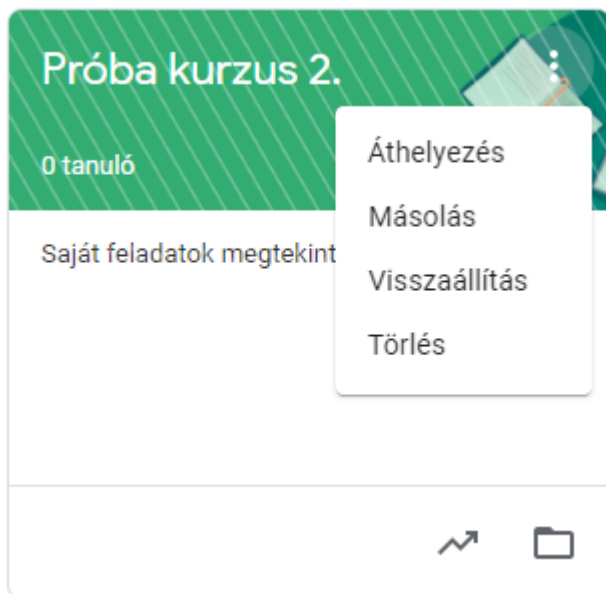 Próba kurzus 2.
0 tanuló
Saját feladatok megtekint
Áthelyezés
Másolás
Visszaállítás
Törlés